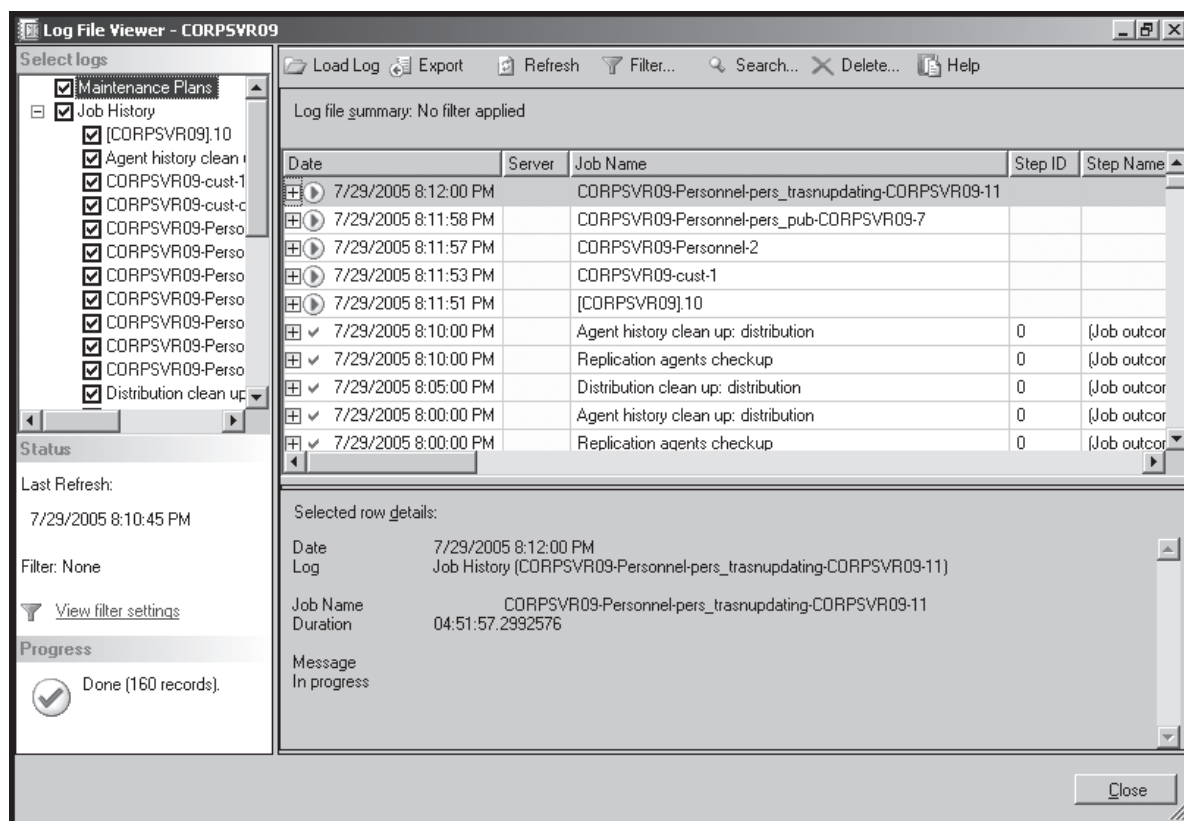 Log File Viewer - CORPSVR09
Select logs
Maintenance Plans
Job History
[CORPSVR09].10
Agent history clean
CORPSVR09-cust-1
CORPSVR09-cust-c
CORPSVR09-Perso
CORPSVR09-Perso
CORPSVR09-Perso
CORPSVR09-Perso
CORPSVR09-Perso
CORPSVR09-Perso
CORPSVR09-Perso
Distribution clean up
Status
Last Refresh:
7/29/2005 8:10:45 PM
Filter: None
View filter settings
Progress
Done (160 records).
Load Log Export Refresh Filter... Search... Delete... Help
Log file summary: No filter applied
Date Server Job Name Step ID Step Name
7/29/2005 8:12:00 PM CORPSVR09-Personnel-pers_trasnupdating-CORPSVR09-11
7/29/2005 8:11:58 PM CORPSVR09-Personnel-pers_pub-CORPSVR09-7
7/29/2005 8:11:57 PM CORPSVR09-Personnel-2
7/29/2005 8:11:53 PM CORPSVR09-cust-1
7/29/2005 8:11:51 PM [CORPSVR09].10
7/29/2005 8:10:00 PM Agent history clean up: distribution 0 (Job outcor
7/29/2005 8:10:00 PM Replication agents checkup 0 (Job outcor
7/29/2005 8:05:00 PM Distribution clean up: distribution 0 (Job outcor
7/29/2005 8:00:00 PM Agent history clean up: distribution 0 (Job outcor
7/29/2005 8:00:00 PM Replication agents checkup 0 (Job outcor
Selected row details:
Date 7/29/2005 8:12:00 PM
Log Job History (CORPSVR09-Personnel-pers_trasnupdating-CORPSVR09-11)
Job Name CORPSVR09-Personnel-pers_trasnupdating-CORPSVR09-11
Duration 04:51:57.2992576
Message
In progress
Close